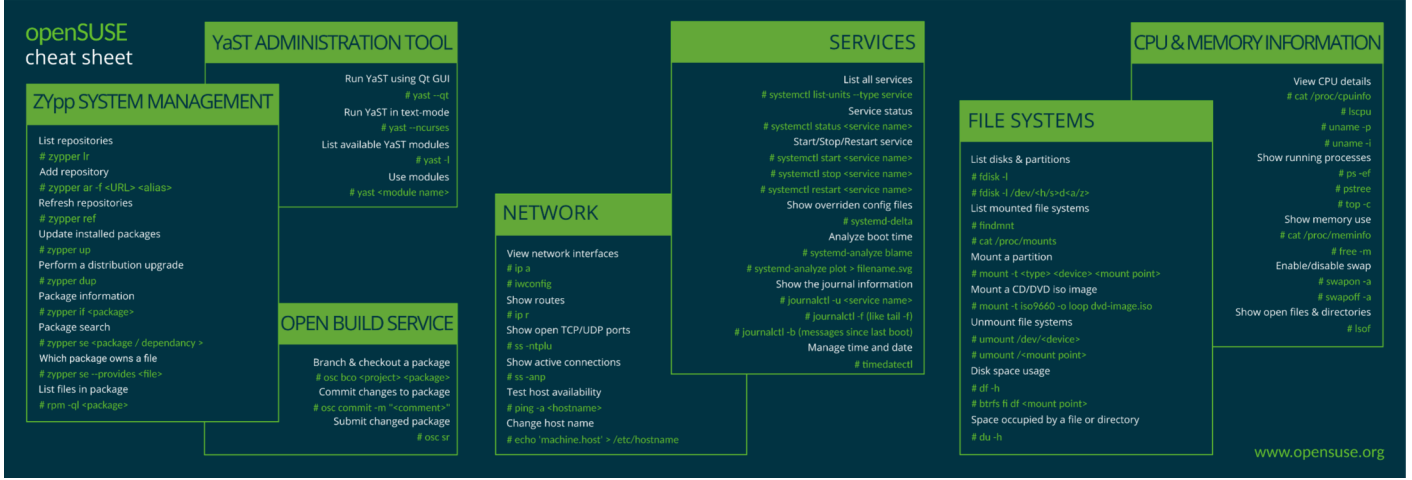 openSUSE
cheat sheet
ZYpp SYSTEM MANAGEMENT
List repositories
# zypper lr
Add repository
# zypper ar -f <URL> <alias>
Refresh repositories
# zypper ref
Update installed packages
# zypper up
Perform a distribution upgrade
# zypper dup
Package information
# zypper if <package>
Package search
# zypper se <package / dependancy >
Which package owns a file
# zypper se --provides <file>
List files in package
# rpm -ql <package>
YaST ADMINISTRATION TOOL
Run YaST using Qt GUI
# yast --qt
Run YaST in text-mode
# yast --ncurses
List available YaST modules
# yast -l
Use modules
# yast <module name>
OPEN BUILD SERVICE
Branch & checkout a package
# osc bco <project> <package>
Commit changes to package
# osc commit -m "<comment>"
Submit changed package
# osc sr
NETWORK
View network interfaces
# ip a
# iwconfig
Show routes
# ip r
Show open TCP/UDP ports
# ss -ntplu
Show active connections
# ss -anp
Test host availability
# ping -a <hostname>
Change host name
# echo 'machine.host' > /etc/hostname
SERVICES
List all services
# systemctl list-units --type service
Service status
# systemctl status <service name>
Start/Stop/Restart service
# systemctl start <service name>
# systemctl stop <service name>
# systemctl restart <service name>
Show overriden config files
# systemd-delta
Analyze boot time
# systemd-analyze blame
# systemd-analyze plot > filename.svg
Show the journal information
# journalctl -u <service name>
# journalctl -f (like tail -f)
# journalctl -b (messages since last boot)
Manage time and date
# timedatectl
FILE SYSTEMS
List disks & partitions
# fdisk -l
# fdisk -l /dev/<h/s>d<a/z>
List mounted file systems
# findmnt
# cat /proc/mounts
Mount a partition
# mount -t <type> <device> <mount point>
Mount a CD/DVD iso image
# mount -t iso9660 -o loop dvd-image.iso
Unmount file systems
# umount /dev/<device>
# umount /<mount point>
Disk space usage
# df -h
# btrfs fi df <mount point>
Space occupied by a file or directory
# du -h
CPU & MEMORY INFORMATION
View CPU details
# cat /proc/cpuinfo
# lscpu
# uname -p
# uname -i
Show running processes
# ps -ef
# pstree
# top -c
Show memory use
# cat /proc/meminfo
# free -m
Enable/disable swap
# swapon -a
# swapoff -a
Show open files & directories
# lsof
www.opensuse.org